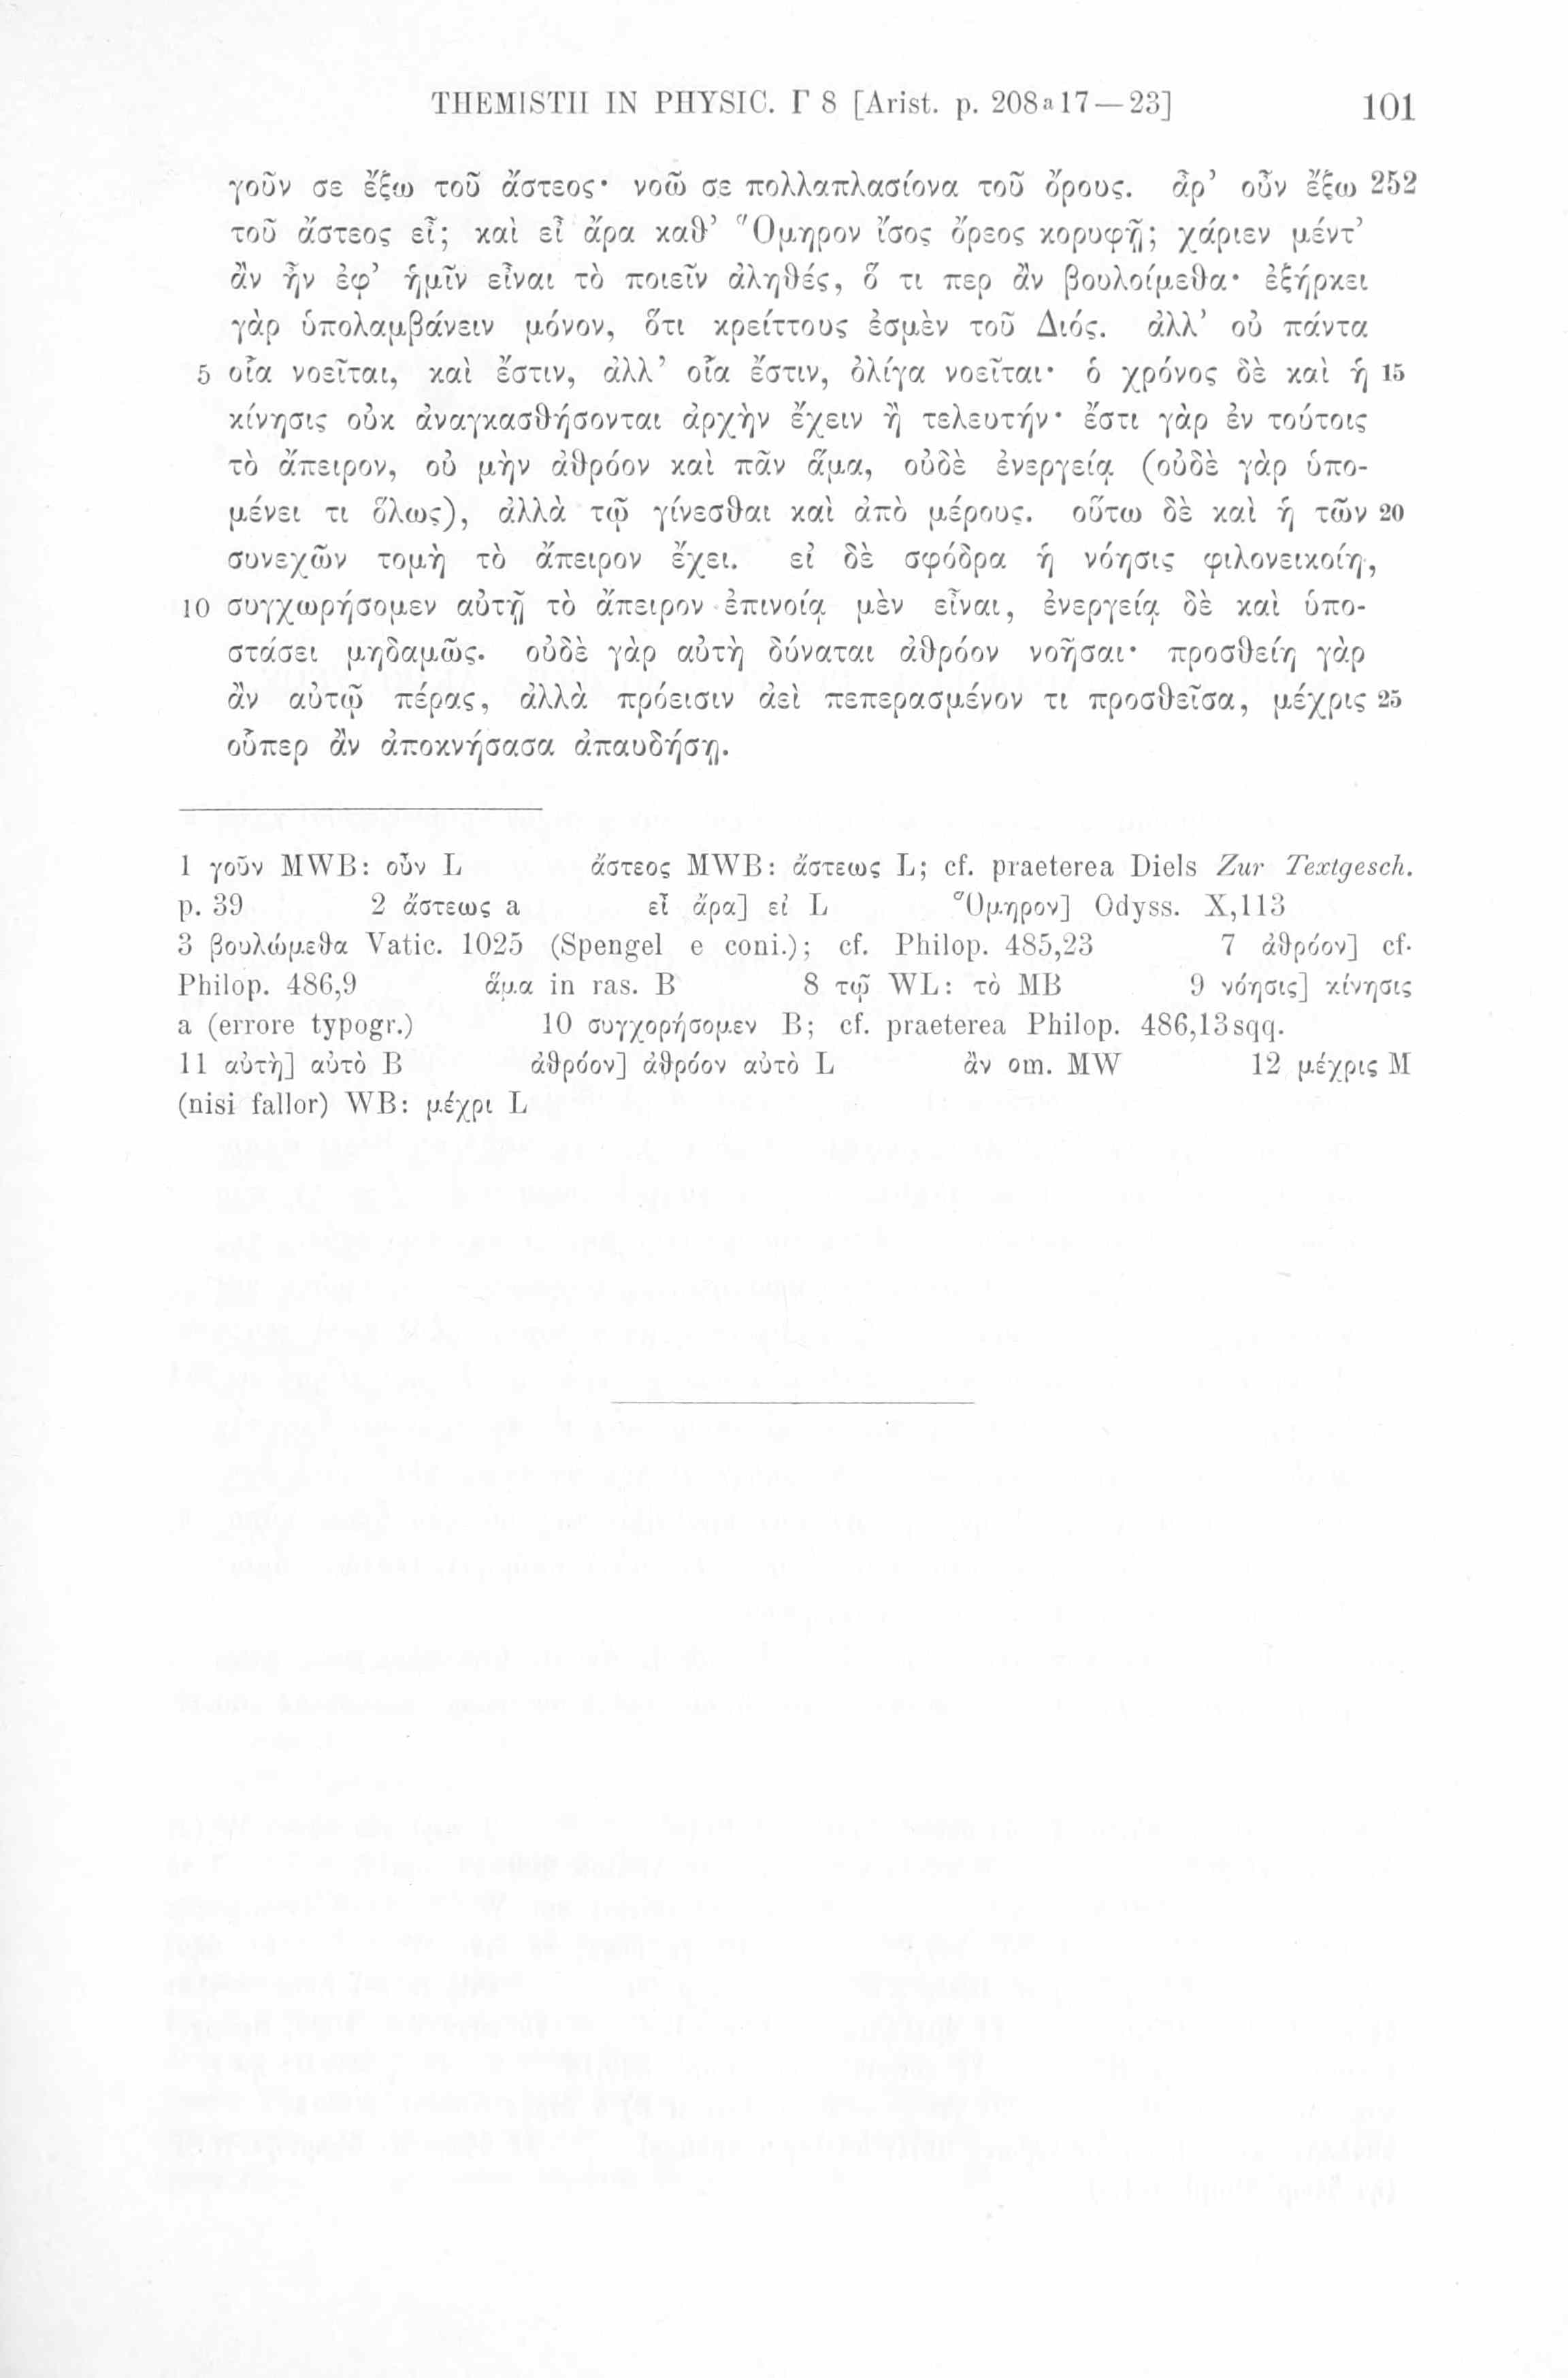 THEMISTII IN PHYSIC. Γ 8 [Arist. p. 208a17—23] 101
γοῦν σε ἔξω τοῦ ἄστεος· νοῶ σε πολλαπλασίονα τοῦ ὄρους. ἆρ’ οὖν ἔξω 252
τοῦ ἄστεος εἶ; καὶ εἶ ἄρα καθ’ Ὅμηρον ἴσος ὄρεος κορυφῇ; χάριεν μέντ’
ἂν ἦν ἐφ’ ἡμῖν εἶναι τὸ ποιεῖν ἀληθές, ὅ τι περ ἂν βουλοίμεθα· ἐξήρκει
γὰρ ὑπολαμβάνειν μόνον, ὅτι κρείττους ἐσμὲν τοῦ Διός. ἀλλ’ οὐ πάντα
5 οἷα νοεῖται, καὶ ἔστιν, ἀλλ’ οἷα ἔστιν, ὀλίγα νοεῖται· ὁ χρόνος δὲ καὶ ἡ 15
κίνησις οὐκ ἀναγκασθήσονται ἀρχὴν ἔχειν ἢ τελευτήν· ἔστι γὰρ ἐν τούτοις
τὸ ἄπειρον, οὐ μὴν ἀθρόον καὶ πᾶν ἅμα, οὐδὲ ἐνεργείᾳ (οὐδὲ γὰρ ὑπο-
μένει τι ὅλως), ἀλλὰ τῷ γίνεσθαι καὶ ἀπὸ μέρους. οὕτω δὲ καὶ ἡ τῶν 20
συνεχῶν τομὴ τὸ ἄπειρον ἔχει. εἰ δὲ σφόδρα ἡ νόησις φιλονεικοίη,
10 συγχωρήσομεν αὐτῇ τὸ ἄπειρον ἐπινοίᾳ μὲν εἶναι, ἐνεργείᾳ δὲ καὶ ὑπο-
στάσει μηδαμῶς. οὐδὲ γὰρ αὐτὴ δύναται ἀθρόον νοῆσαι· προσθείη γὰρ
ἂν αὐτῷ πέρας, ἀλλὰ πρόεισιν ἀεὶ πεπερασμένον τι προσθεῖσα, μέχρις 25
οὗπερ ἂν ἀποκνήσασα ἀπαυδήσῃ.
1 γοῦν MWB: οὖν L ἄστεος MWB: ἄστεως L; cf. praeterea Diels Zur Textgesch.
p. 39 2 ἄστεως a εἶ ἄρα] εἰ L Ὅμηρον] Odyss. X,113
3 βουλώμεθα Vatic. 1025 (Spengel e coni.); cf. Philop. 485,23 7 ἀθρόον] cf.
Philop. 486,9 ἅμα in ras. B 8 τῷ WL: τὸ MB 9 νόησις] κίνησις
a (errore typogr.) 10 συγχορήσομεν B; cf. praeterea Philop. 486,13sqq.
11 αὐτὴ] αὐτὸ B ἀθρόον] ἀθρόον αὐτὸ L ἂν om. MW 12 μέχρις M
(nisi fallor) WB: μέχρι L